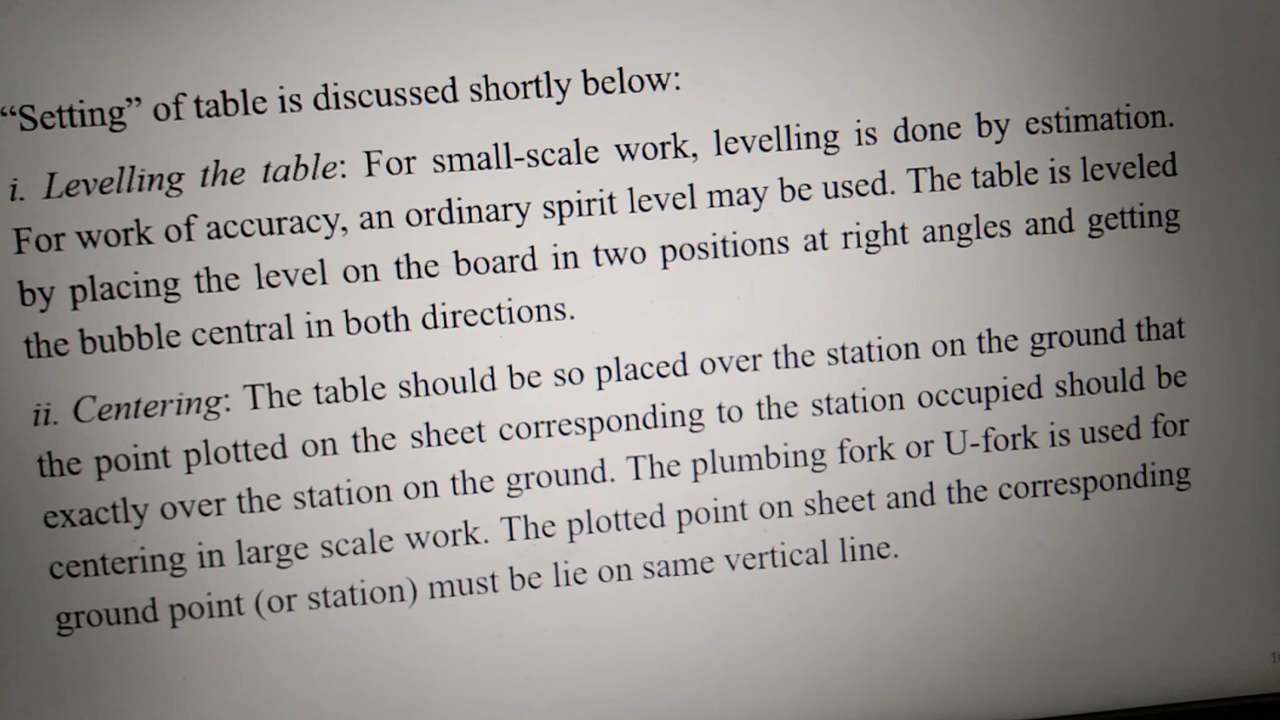 “Setting” of table is discussed shortly below:
i. Levelling the table: For small-scale work, levelling is done by estimation.
For work of accuracy, an ordinary spirit level may be used. The table is leveled
by placing the level on the board in two positions at right angles and getting
the bubble central in both directions.
ii. Centering: The table should be so placed over the station on the ground that
the point plotted on the sheet corresponding to the station occupied should be
exactly over the station on the ground. The plumbing fork or U-fork is used for
centering in large scale work. The plotted point on sheet and the corresponding
ground point (or station) must be lie on same vertical line.